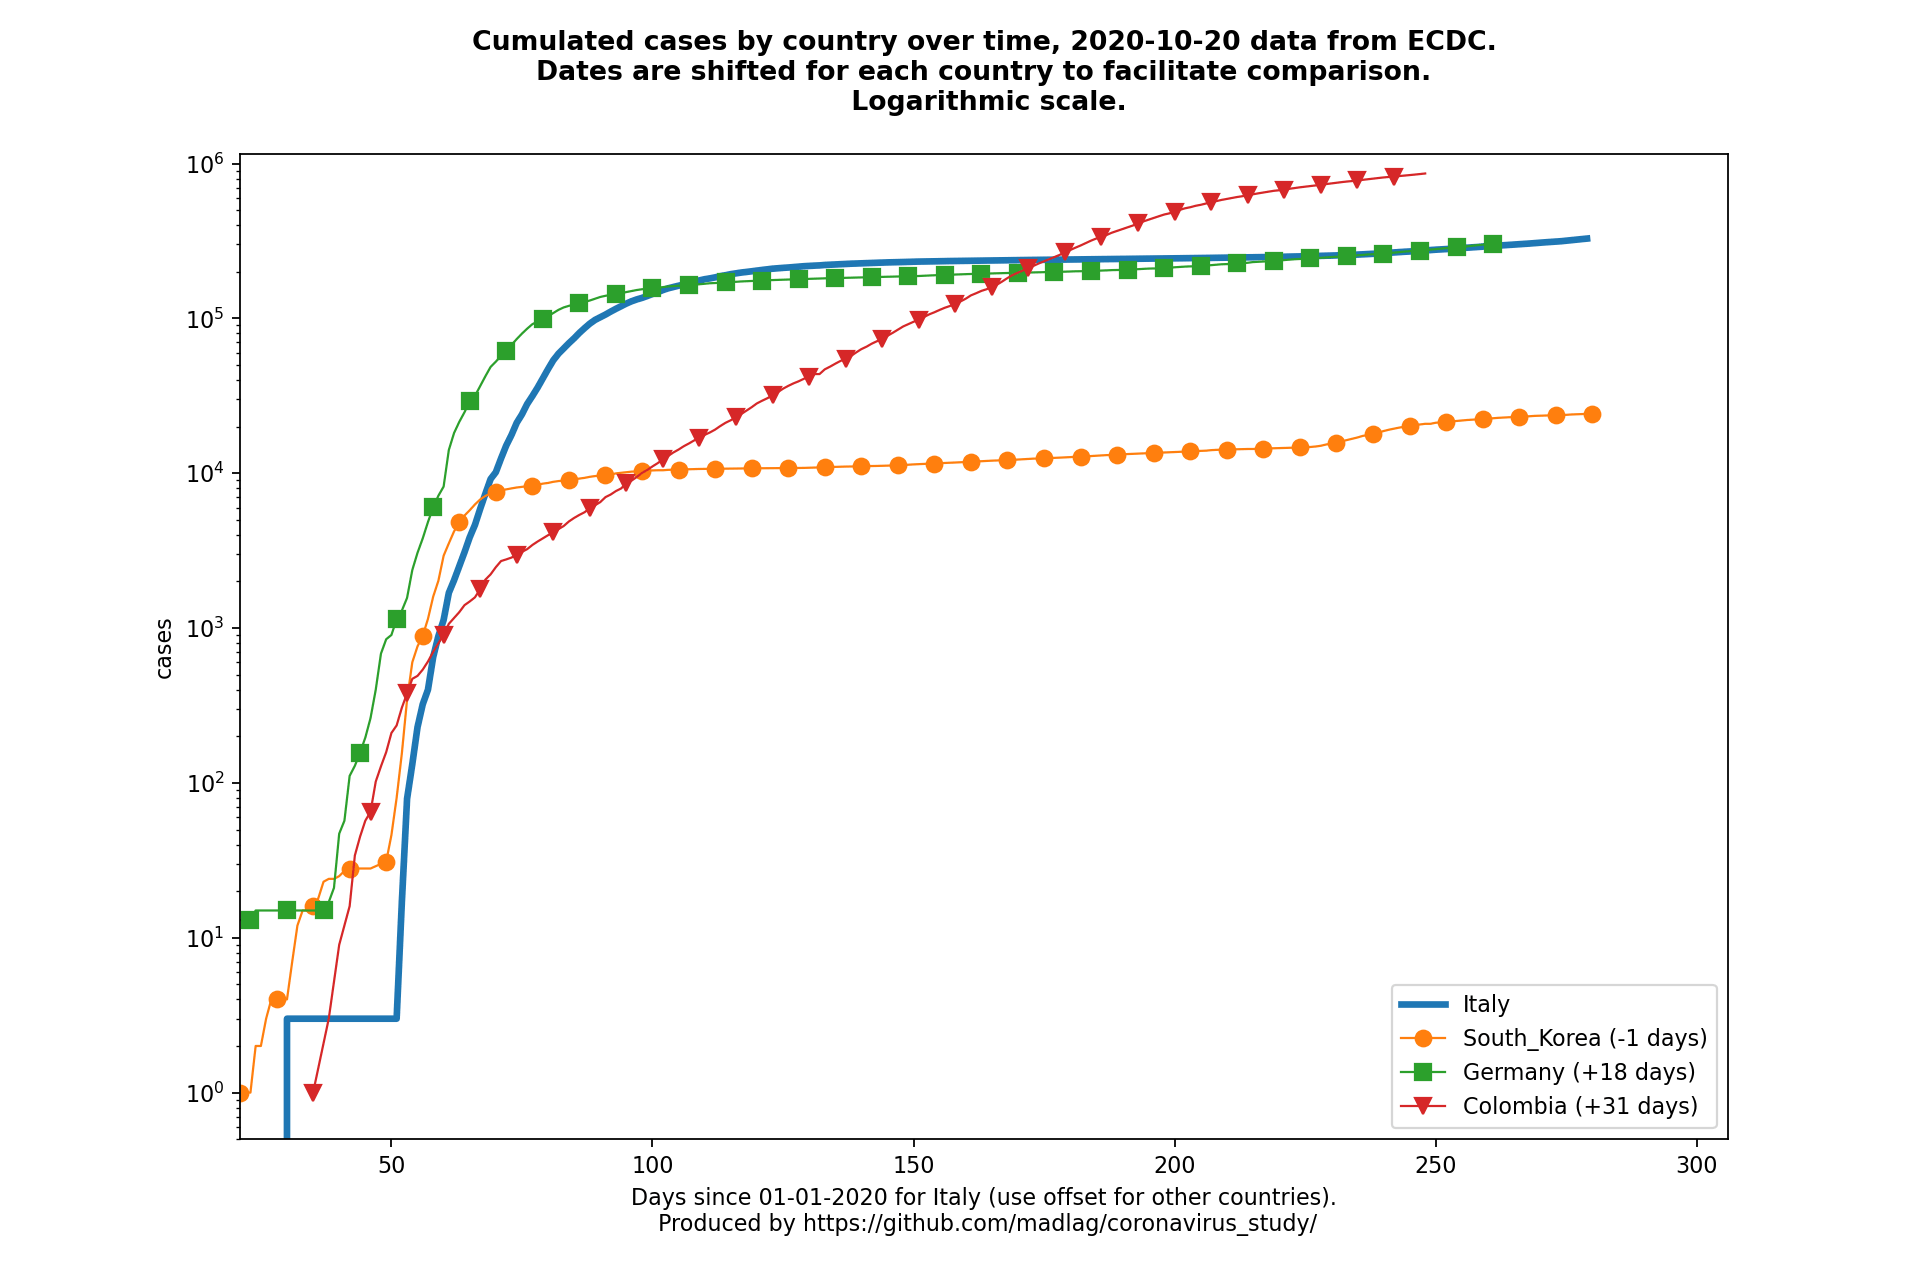 Cumulated cases by country over time, 2020-10-20 data from ECDC.
Dates are shifted for each country to facilitate comparison.
Logarithmic scale.
10⁶
10⁵
10⁴
10³
10²
10¹
10⁰
cases
50
100
150
200
250
300
Italy
South_Korea (-1 days)
Germany (+18 days)
Colombia (+31 days)
Days since 01-01-2020 for Italy (use offset for other countries).
Produced by https://github.com/madlag/coronavirus_study/